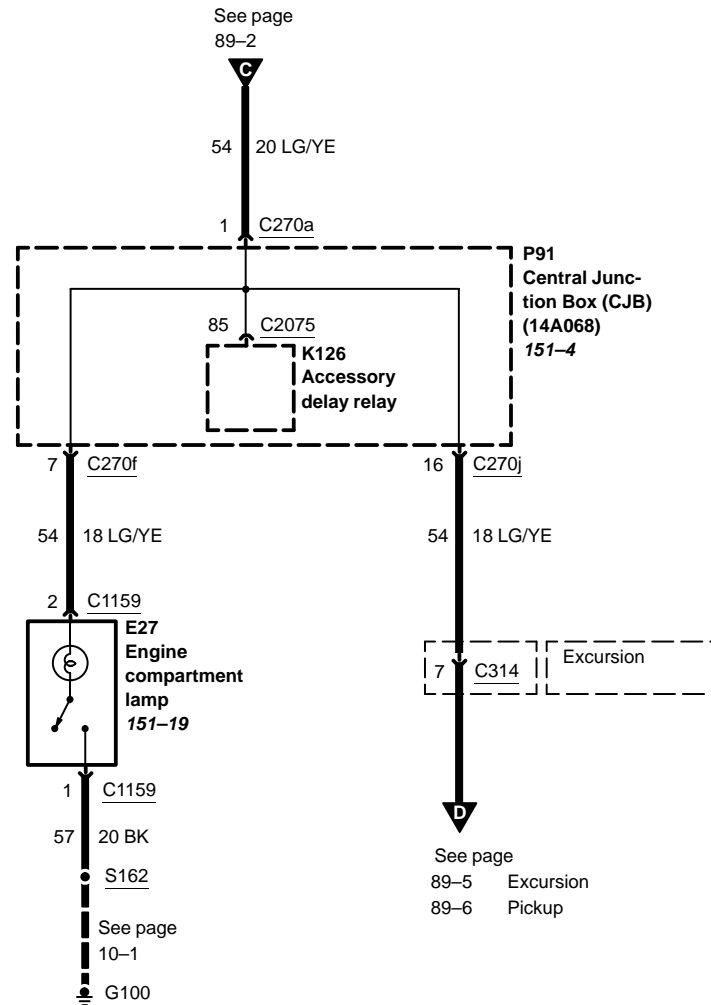 See page
89–2
C
54 20 LG/YE
1 C270a
P91
Central Junc-
tion Box (CJB)
(14A068)
151–4
85 C2075
K126
Accessory
delay relay
7 C270f
16 C270j
54 18 LG/YE
54 18 LG/YE
2 C1159
E27
Engine
compartment
lamp
151–19
Excursion
7 C314
1 C1159
57 20 BK
D
See page
89–5 Excursion
89–6 Pickup
S162
See page
10–1
G100